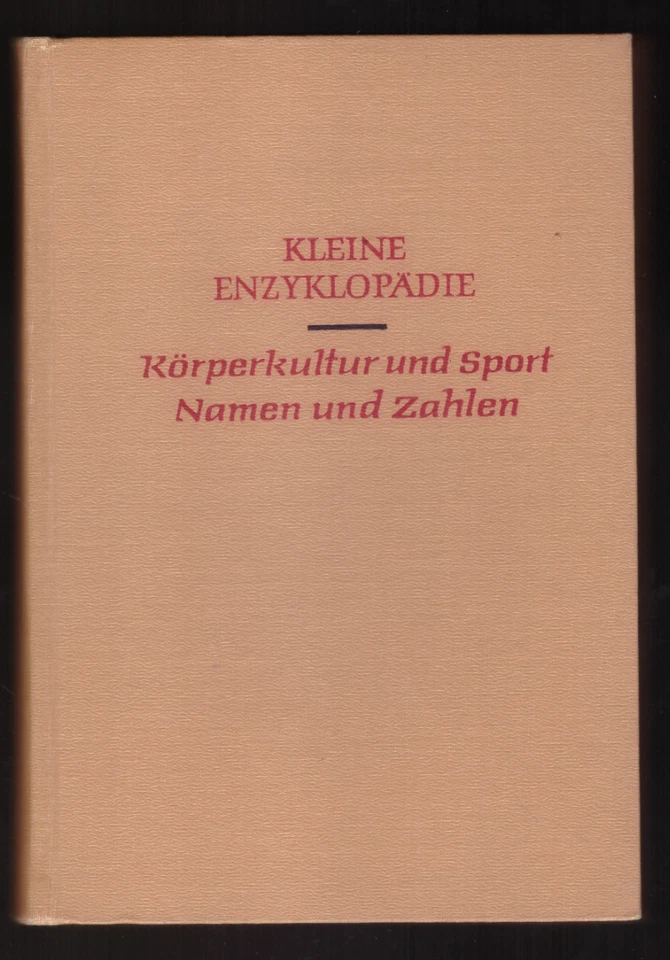 KLEINE
ENZYKLOPÄDIE
Körperkultur und Sport
Namen und Zahlen